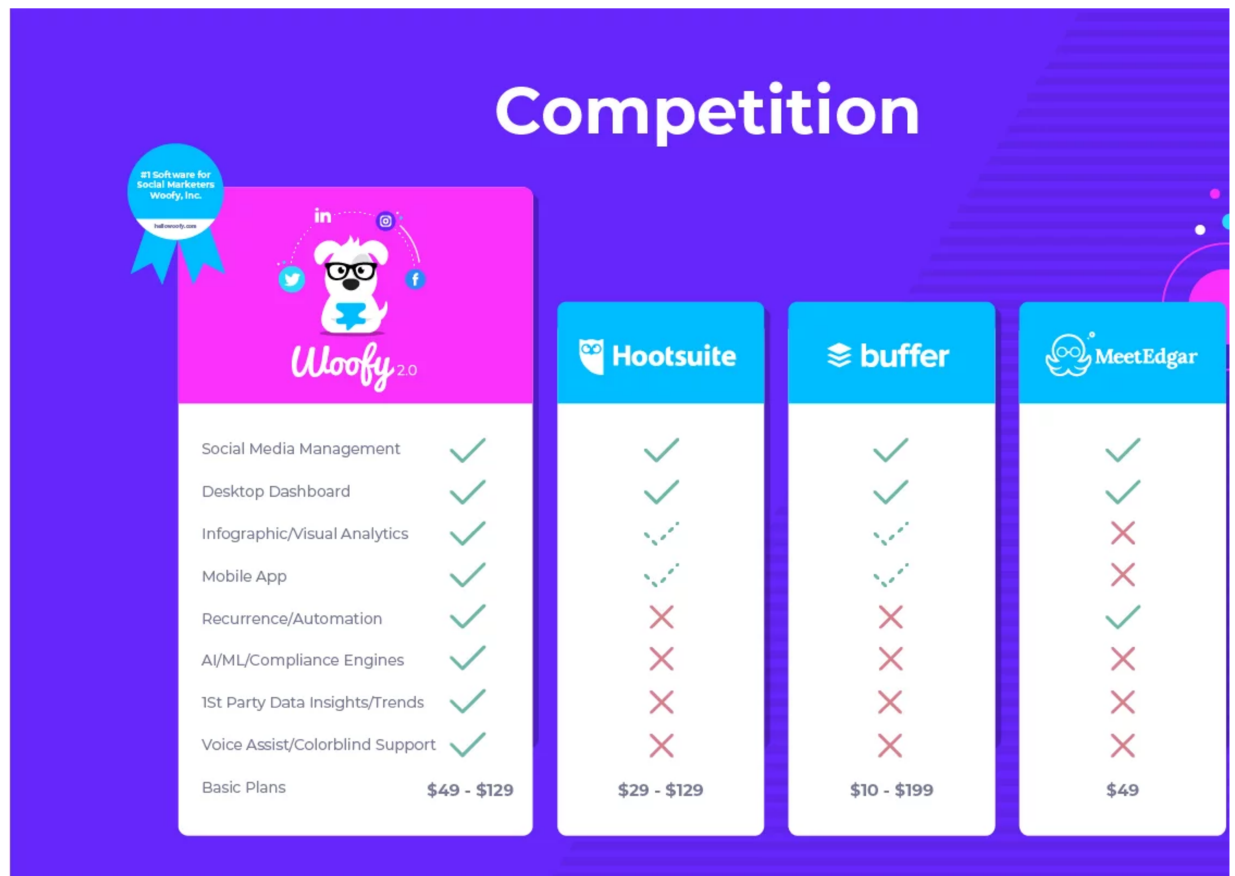 Competition
#1 Software for
Social Marketers
Woofy, Inc.
hellowoofy.com
in
f
Woofy 2.0
Hootsuite
buffer
MeetEdgar
Social Media Management
Desktop Dashboard
Infographic/Visual Analytics
Mobile App
Recurrence/Automation
AI/ML/Compliance Engines
1St Party Data Insights/Trends
Voice Assist/Colorblind Support
Basic Plans $49 - $129 $29 - $129 $10 - $199 $49